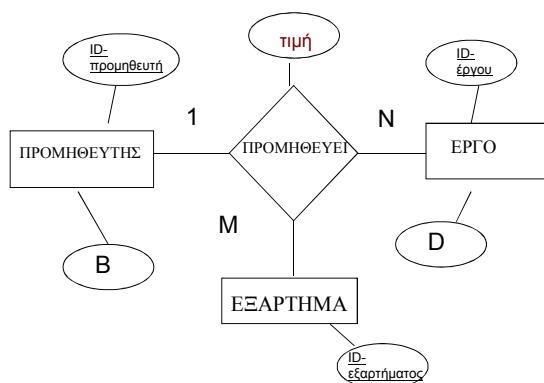 τιμή
ID-
προμηθευτή
ID-
έργου
1
N
ΠΡΟΜΗΘΕΥΤΗΣ
ΠΡΟΜΗΘΕΥΕΙ
ΕΡΓΟ
M
B
D
ΕΞΑΡΤΗΜΑ
ID-
εξαρτήματος